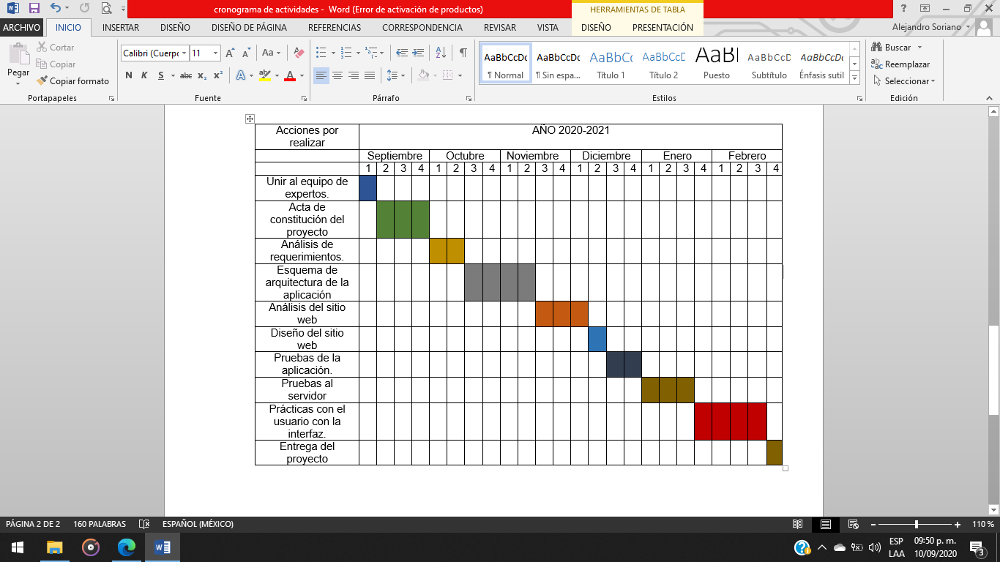 cronograma de actividades - Word (Error de activación de productos)
HERRAMIENTAS DE TABLA
?
ARCHIVO INICIO INSERTAR DISEÑO DISEÑO DE PÁGINA REFERENCIAS CORRESPONDENCIA REVISAR VISTA DISEÑO PRESENTACIÓN Alejandro Soriano
Pegar
Cortar
Copiar
Copiar formato
Portapapeles
Calibri (Cuerpo 11
A A Aa
N K S abc x2 x2 A ab A
Fuente
Párrafo
AaBbCcDc AaBbCcDc AaBbCc AaBbCcD AaB AaBbCcD AaBbCcDc
¶ Normal ¶ Sin espa... Título 1 Título 2 Puesto Subtítulo Énfasis sutil
Estilos
Buscar
Reemplazar
Seleccionar
Edición
Acciones por
realizar
AÑO 2020-2021
Septiembre Octubre Noviembre Diciembre Enero Febrero
1 2 3 4 1 2 3 4 1 2 3 4 1 2 3 4 1 2 3 4 1 2 3 4
Unir al equipo de
expertos.
Acta de
constitución del
proyecto
Análisis de
requerimientos.
Esquema de
arquitectura de la
aplicación
Análisis del sitio
web
Diseño del sitio
web
Pruebas de la
aplicación.
Pruebas al
servidor
Prácticas con el
usuario con la
interfaz.
Entrega del
proyecto
PÁGINA 2 DE 2 160 PALABRAS ESPAÑOL (MÉXICO) 110 %
ESP
LAA
09:50 p. m.
10/09/2020
3